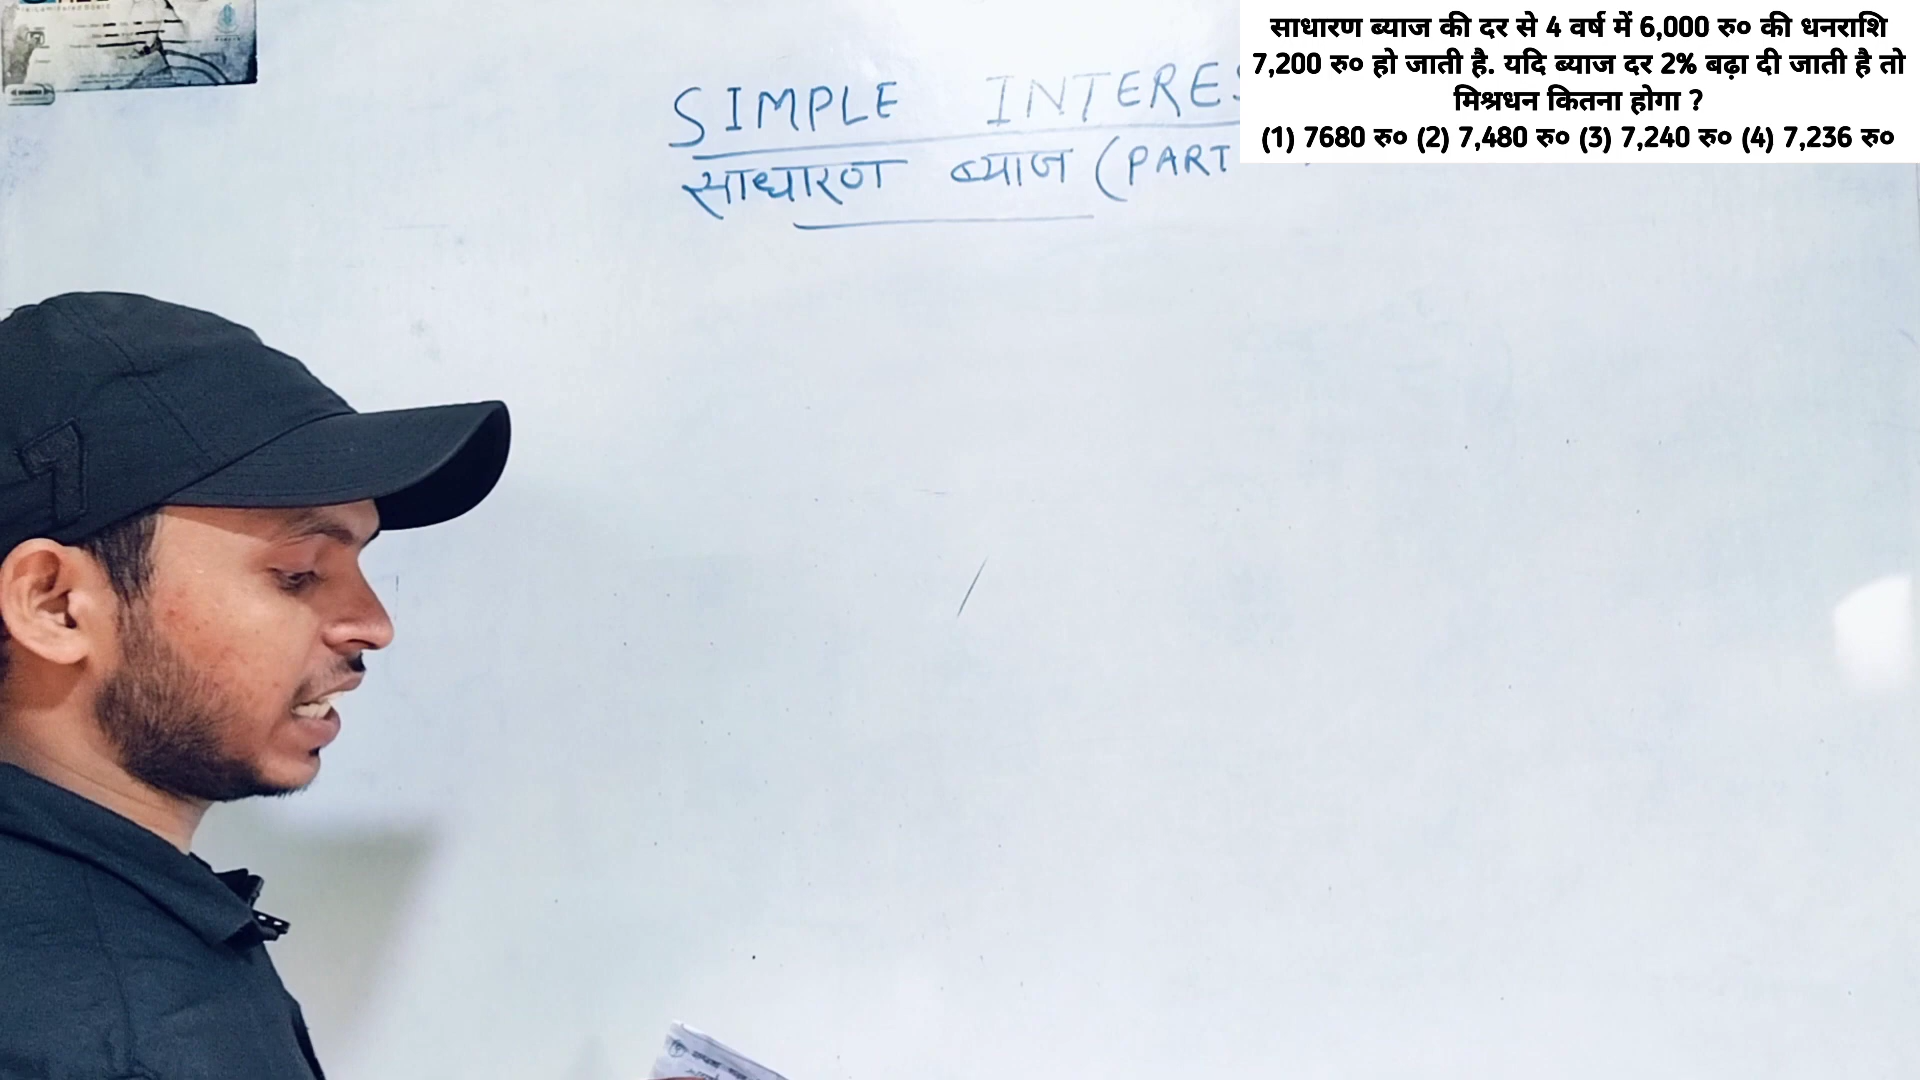 SIMPLE INTERES
साधारण ब्याज (PART
साधारण ब्याज की दर से 4 वर्ष में 6,000 रु० की धनराशि
7,200 रु० हो जाती है. यदि ब्याज दर 2% बढ़ा दी जाती है तो
मिश्रधन कितना होगा ?
(1) 7680 रु० (2) 7,480 रु० (3) 7,240 रु० (4) 7,236 रु०